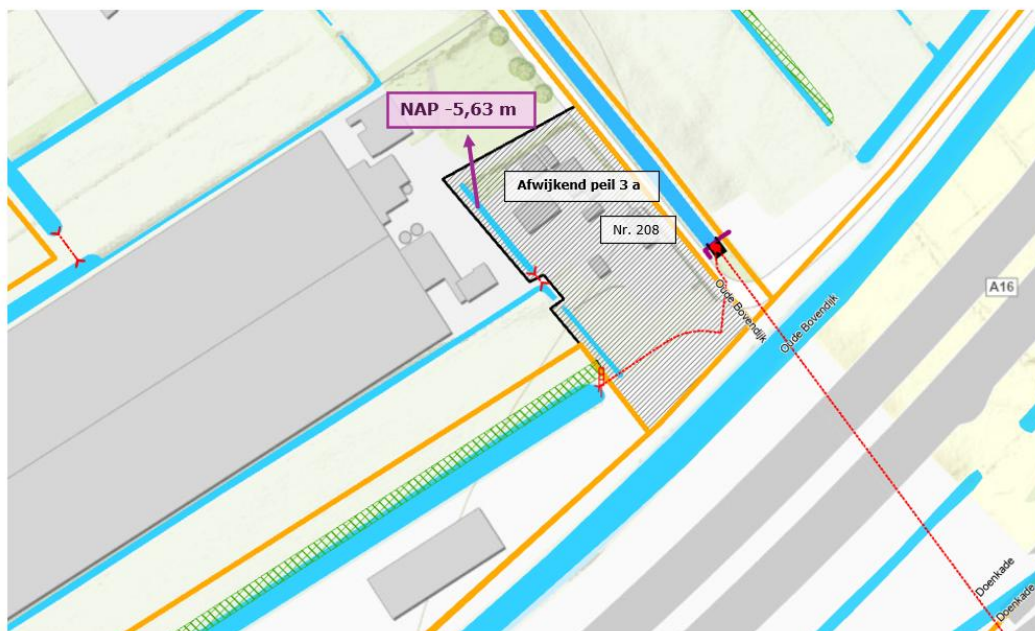 NAP -5,63 m
Afwijkend peil 3 a
Nr. 208
A16
Oude Bovendijk
Oude Bovendijk
Doenkade
Doenkade